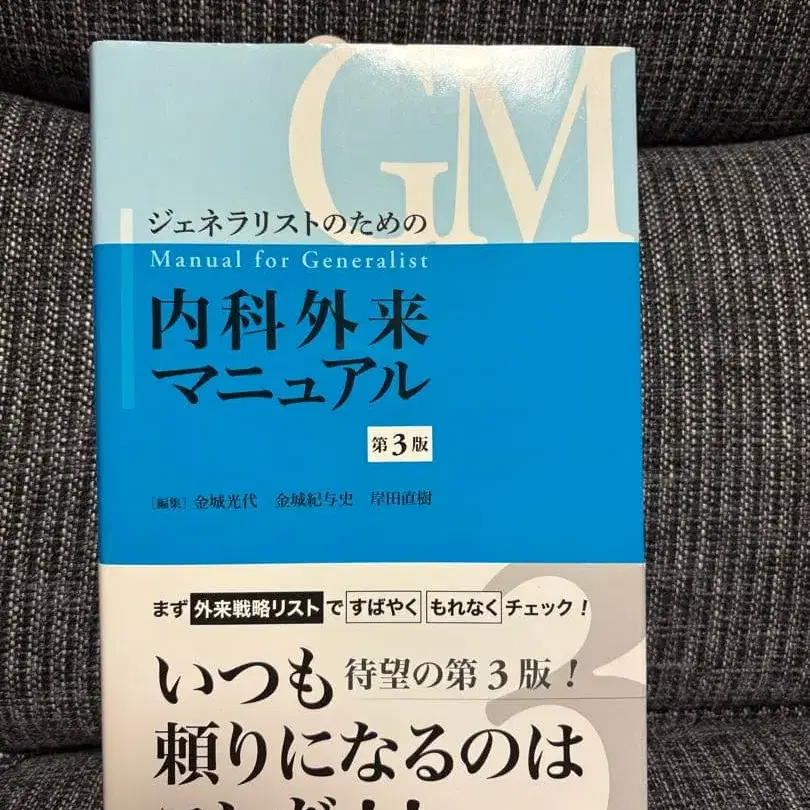 GM
ジェネラリストのための
Manual for Generalist
内科外来
マニュアル
第3版
[編集] 金城光代 金城紀与史 岸田直樹
まず 外来戦略リスト で すばやく もれなく チェック!
いつも 待望の第3版!
頼りになるのは